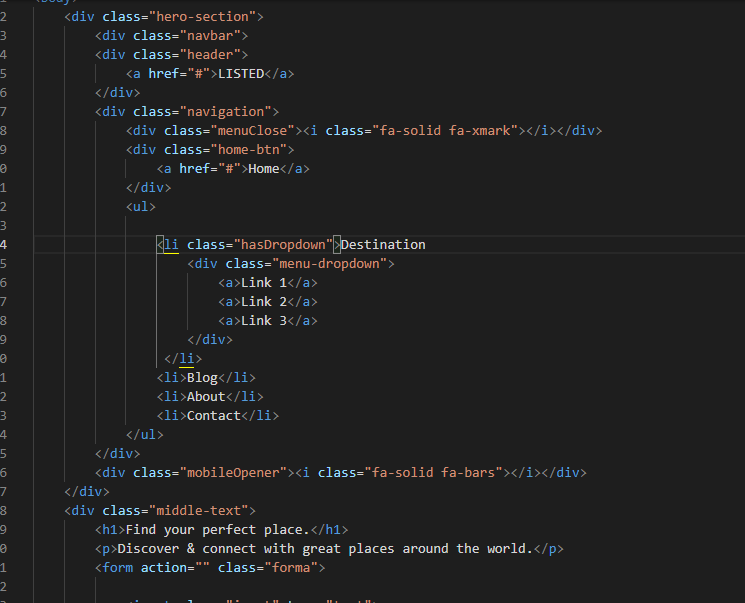 <body>
2 <div class="hero-section">
3 <div class="navbar">
4 <div class="header">
5 <a href="#">LISTED</a>
6 </div>
7 <div class="navigation">
8 <div class="menuClose"><i class="fa-solid fa-xmark"></i></div>
9 <div class="home-btn">
0 <a href="#">Home</a>
1 </div>
2 <ul>
3
4 <li class="hasDropdown">Destination
5 <div class="menu-dropdown">
6 <a>Link 1</a>
7 <a>Link 2</a>
8 <a>Link 3</a>
9 </div>
0 </li>
1 <li>Blog</li>
2 <li>About</li>
3 <li>Contact</li>
4 </ul>
5 </div>
6 <div class="mobileOpener"><i class="fa-solid fa-bars"></i></div>
7 </div>
8 <div class="middle-text">
9 <h1>Find your perfect place.</h1>
0 <p>Discover & connect with great places around the world.</p>
1 <form action="" class="forma">
2